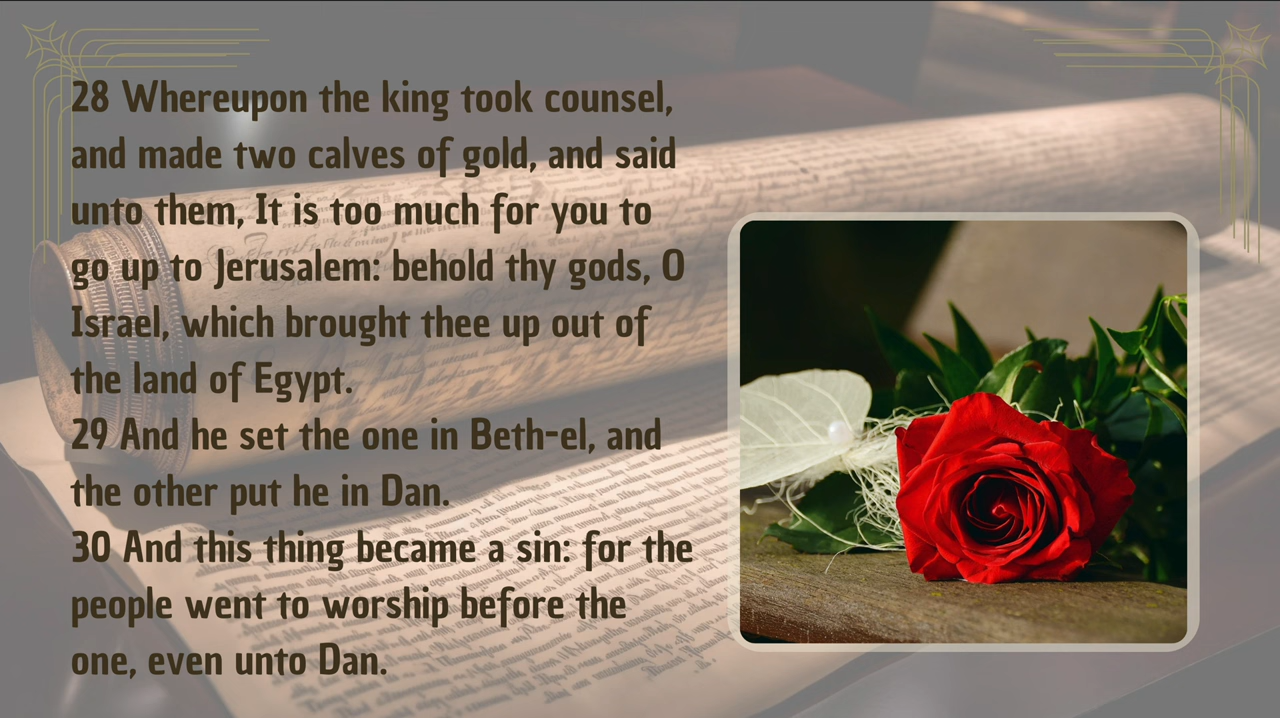 28 Whereupon the king took counsel,
and made two calves of gold, and said
unto them, It is too much for you to
go up to Jerusalem: behold thy gods, O
Israel, which brought thee up out of
the land of Egypt.
29 And he set the one in Beth-el, and
the other put he in Dan.
30 And this thing became a sin: for the
people went to worship before the
one, even unto Dan.